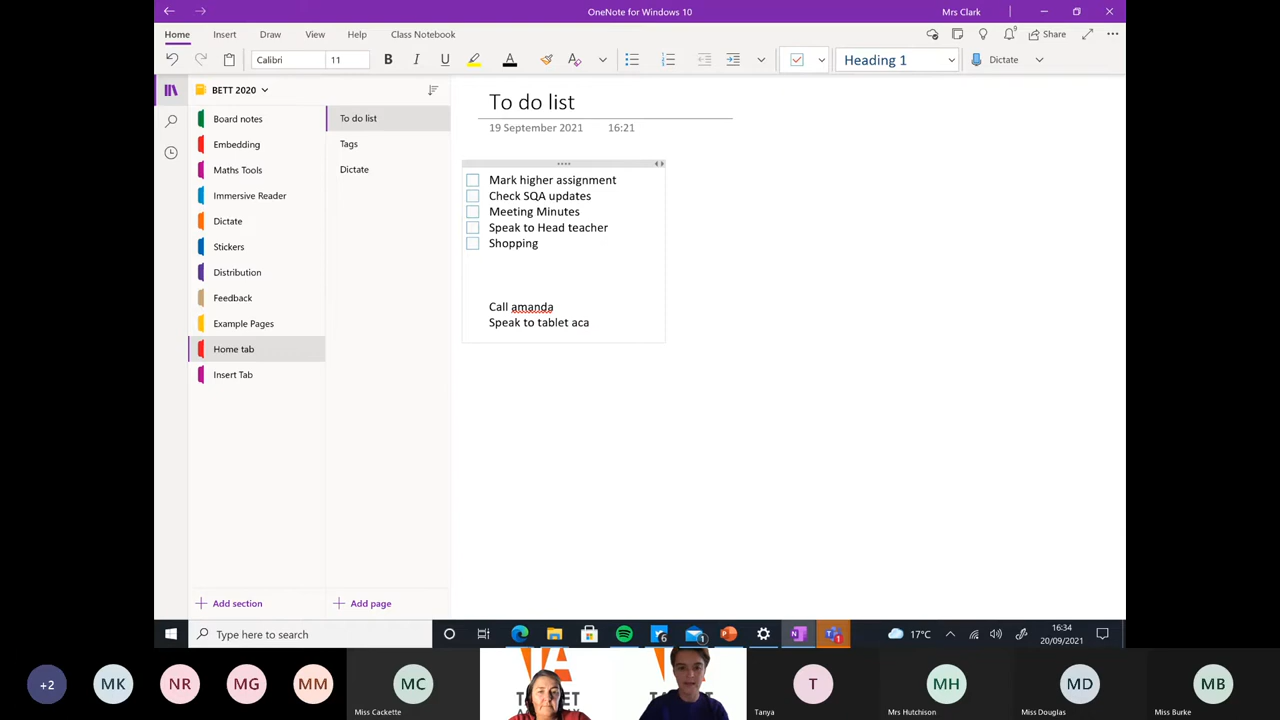 OneNote for Windows 10
Mrs Clark
Home Insert Draw View Help Class Notebook
9
Share
Calibri 11 B I U A A Heading 1 Dictate
BETT 2020
Board notes
Embedding
Maths Tools
Immersive Reader
Dictate
Stickers
Distribution
Feedback
Example Pages
Home tab
Insert Tab
To do list
Tags
Dictate
To do list
19 September 2021 16:21
Mark higher assignment
Check SQA updates
Meeting Minutes
Speak to Head teacher
Shopping
Call amanda
Speak to tablet aca
Add section
Add page
Type here to search
6
1
1
17°C
16:34
20/09/2021
+2
MK
NR
MG
MM
MC
Miss Cackette
T
Tanya
MH
Mrs Hutchison
MD
Miss Douglas
MB
Miss Burke